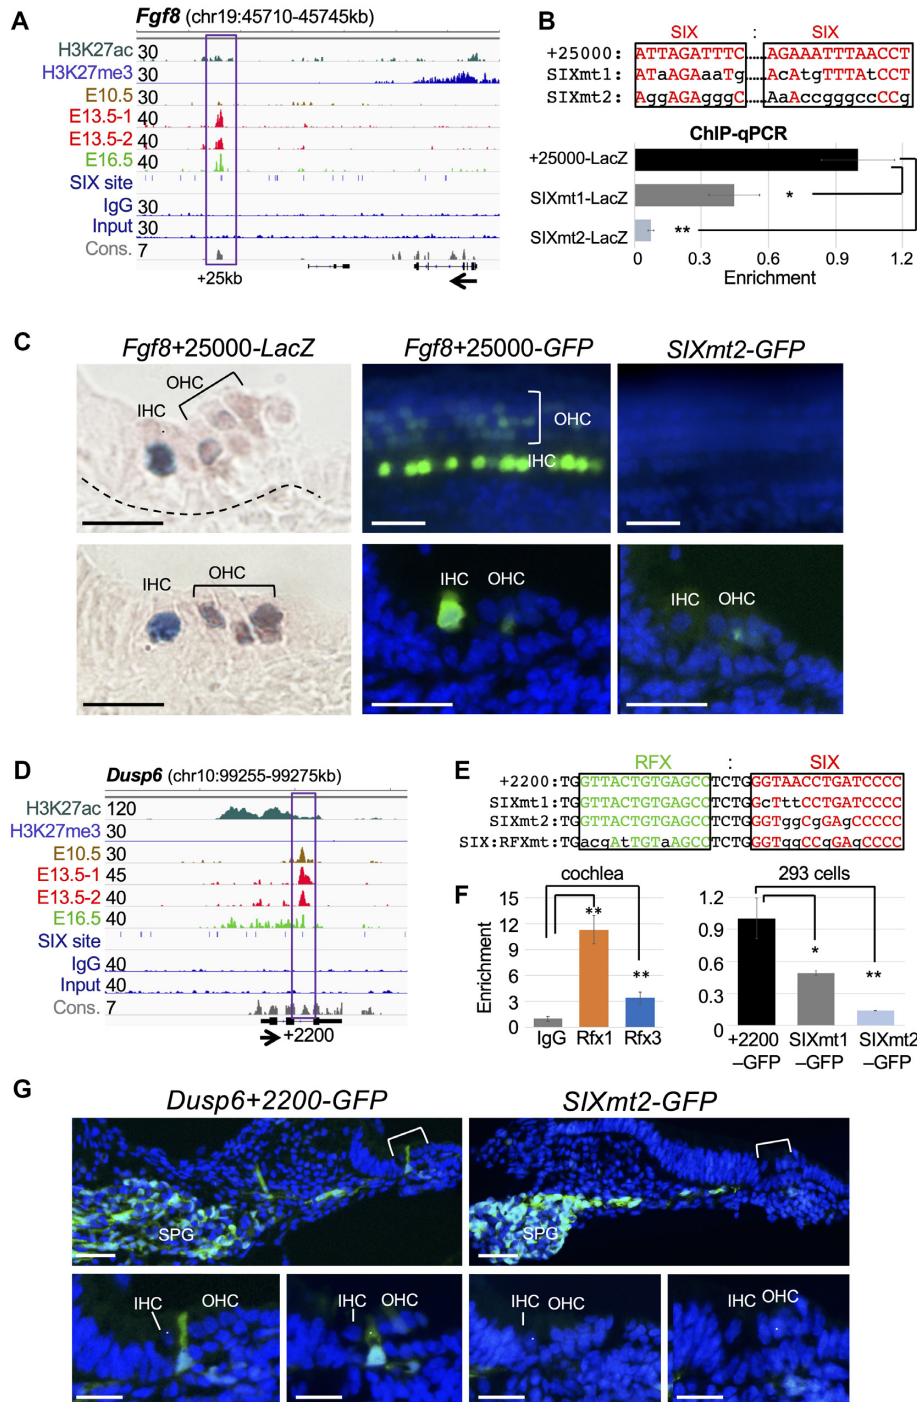 A
Fgf8 (chr19:45710-45745kb)
H3K27ac 30
H3K27me3 30
E10.5 30
E13.5-1 40
E13.5-2 40
E16.5 40
SIX site
IgG 30
Input 30
Cons. 7
+25kb
B
SIX : SIX
+25000: ATTAGATTTC......AGAAATTTAACCT
SIXmt1: ATaAGAaaTg......AcAtgTTTAtCCT
SIXmt2: AggAGAgggC......AaAccgggccCCg
ChIP-qPCR
+25000-LacZ
SIXmt1-LacZ *
SIXmt2-LacZ **
0 0.3 0.6 0.9 1.2
Enrichment
C
Fgf8+25000-LacZ
Fgf8+25000-GFP
SIXmt2-GFP
OHC
IHC
OHC
IHC
IHC OHC
IHC OHC
IHC OHC
D
Dusp6 (chr10:99255-99275kb)
H3K27ac 120
H3K27me3 30
E10.5 30
E13.5-1 45
E13.5-2 40
E16.5 40
SIX site
IgG 40
Input 40
Cons. 7
+2200
E
RFX : SIX
+2200:TGGTTACTGTGAGCCTCTGGGTAACCTGATCCCC
SIXmt1:TGGTTACTGTGAGCCTCTGGcTttCCTGATCCCC
SIXmt2:TGGTTACTGTGAGCCTCTGGGTggCgGAgCCCCC
SIX:RFXmt:TGacgAtTGTaAGCCTCTGGGTggCCgGAgCCCC
F
cochlea
Enrichment
15
12
9
6
3
0
**
**
IgG Rfx1 Rfx3
293 cells
1.2
0.9
0.6
0.3
0
*
**
+2200 SIXmt1 SIXmt2
–GFP –GFP –GFP
G
Dusp6+2200-GFP
SIXmt2-GFP
SPG
SPG
IHC OHC
IHC OHC
IHC OHC
IHC OHC